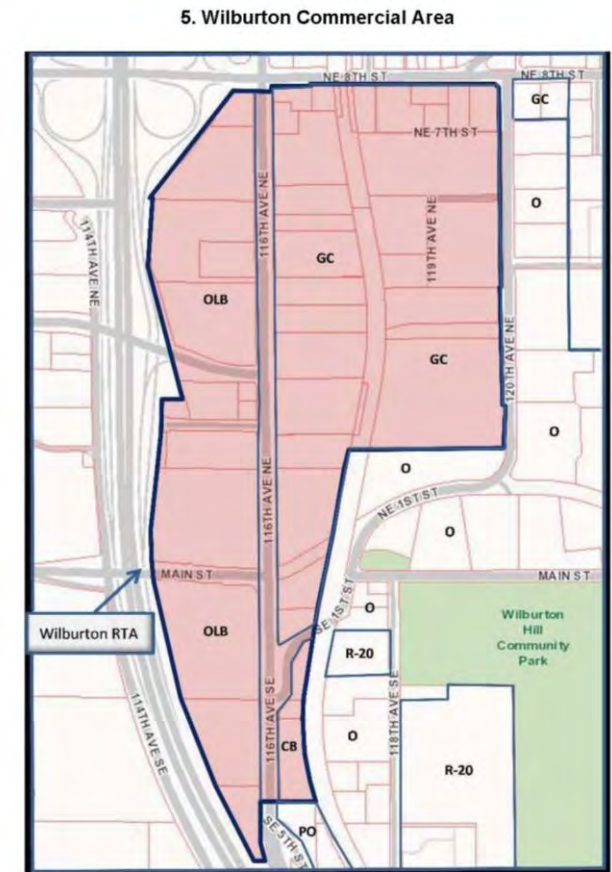 5. Wilburton Commercial Area
NE 8TH ST
NE 8TH ST
GC
NE 7TH ST
O
114TH AVE NE
116TH AVE NE
119TH AVE NE
GC
OLB
GC
120TH AVE NE
O
O
116TH AVE NE
NE 1ST ST
O
MAIN ST
MAIN ST
Wilburton RTA
OLB
SE 1ST ST
O
Wilburton
Hill
Community
Park
R-20
114TH AVE SE
116TH AVE SE
118TH AVE SE
O
CB
R-20
PO
SE 5TH ST